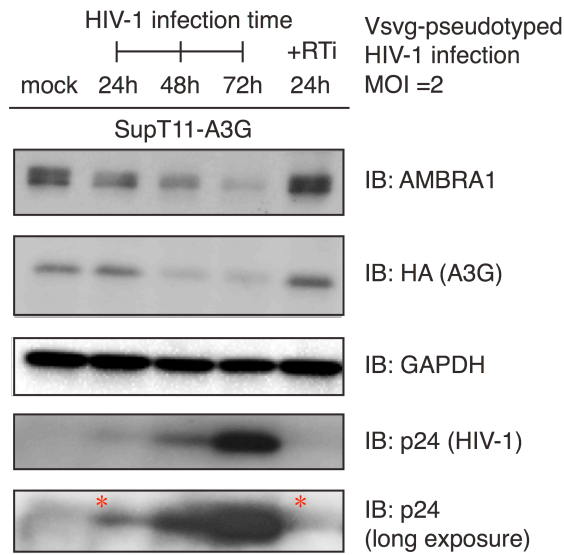 HIV-1 infection time
+RTi
mock 24h 48h 72h 24h
Vsvg-pseudotyped
HIV-1 infection
MOI =2
SupT11-A3G
IB: AMBRA1
IB: HA (A3G)
IB: GAPDH
IB: p24 (HIV-1)
* *
IB: p24
(long exposure)